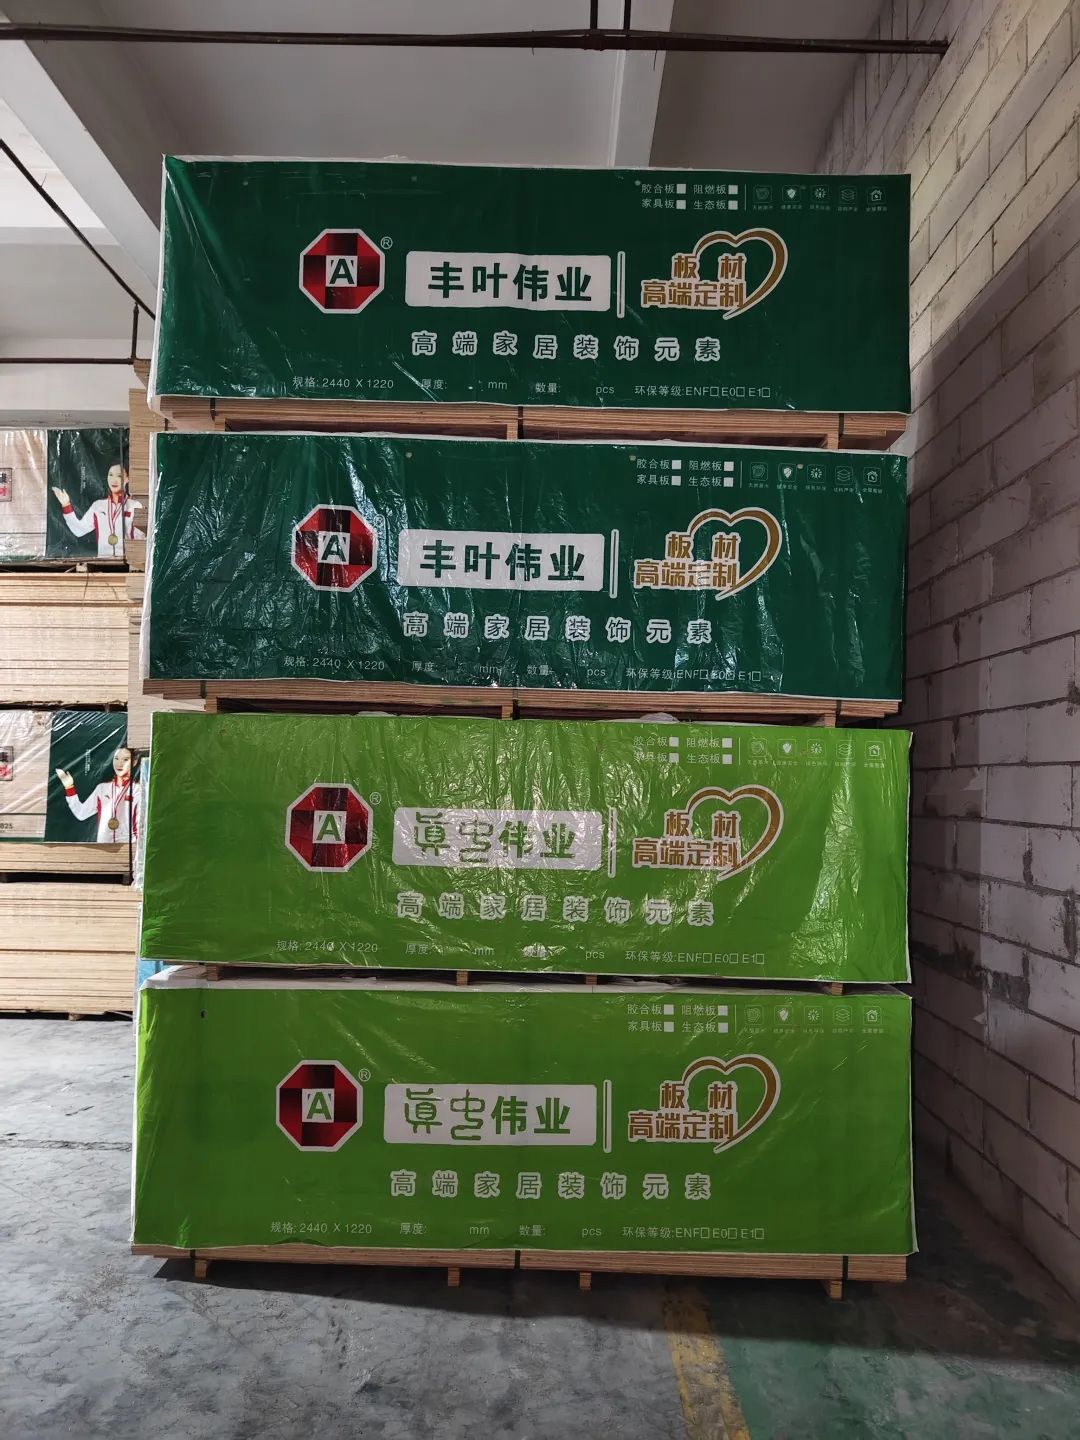 胶合板 阻燃板
家具板 生态板
A ®
丰叶伟业
板材
高端定制
高端家居装饰元素
规格: 2440 X 1220 厚度: mm 数量: pcs 环保等级:ENF□ E0□ E1□
胶合板 阻燃板
家具板 生态板
A
丰叶伟业
板材
高端定制
高端家居装饰元素
规格: 2440 X 1220 厚度: mm 数量: pcs 环保等级:ENF□ E0□ E1□
胶合板 阻燃板
家具板 生态板
A ®
伟业
板材
高端定制
高端家居装饰元素
规格: 2440 X 1220 厚度: mm 数量: pcs 环保等级:ENF□ E0□ E1□
胶合板 阻燃板
家具板 生态板
A ®
伟业
板材
高端定制
高端家居装饰元素
规格: 2440 X 1220 厚度: mm 数量: pcs 环保等级:ENF□ E0□ E1□
825